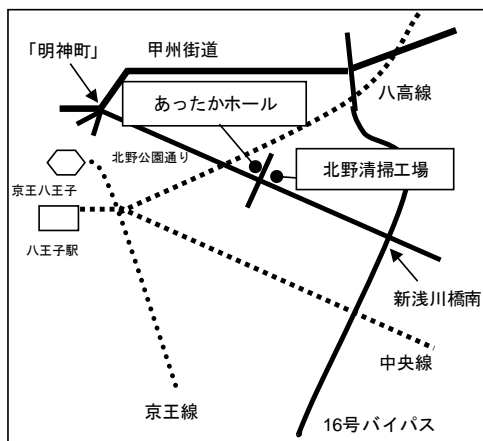 「明神町」
甲州街道
八高線
あったかホール
北野公園通り
北野清掃工場
京王八王子
八王子駅
新浅川橋南
中央線
京王線
16号バイパス